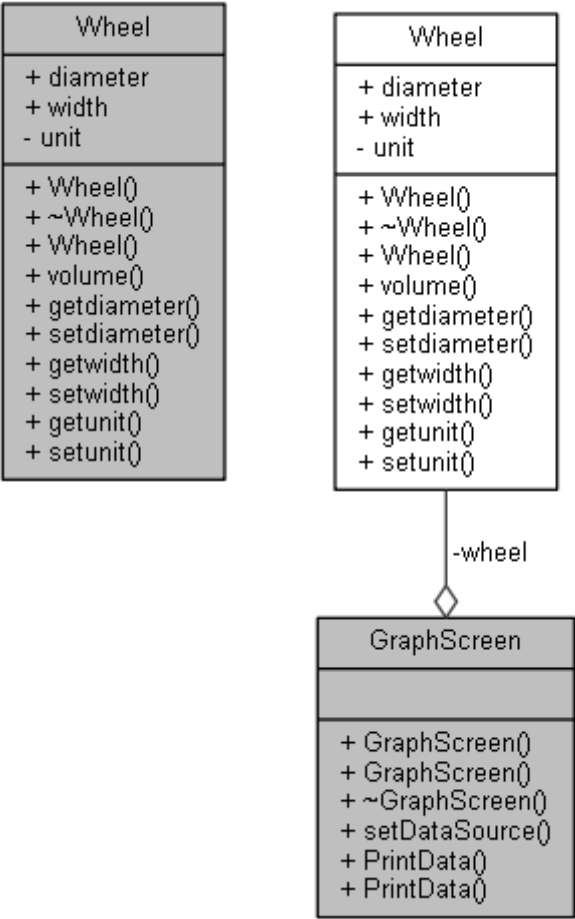 Wheel
+ diameter
+ width
- unit
+ Wheel()
+ ~Wheel()
+ Wheel()
+ volume()
+ getdiameter()
+ setdiameter()
+ getwidth()
+ setwidth()
+ getunit()
+ setunit()
Wheel
+ diameter
+ width
- unit
+ Wheel()
+ ~Wheel()
+ Wheel()
+ volume()
+ getdiameter()
+ setdiameter()
+ getwidth()
+ setwidth()
+ getunit()
+ setunit()
-wheel
GraphScreen
+ GraphScreen()
+ GraphScreen()
+ ~GraphScreen()
+ setDataSource()
+ PrintData()
+ PrintData()